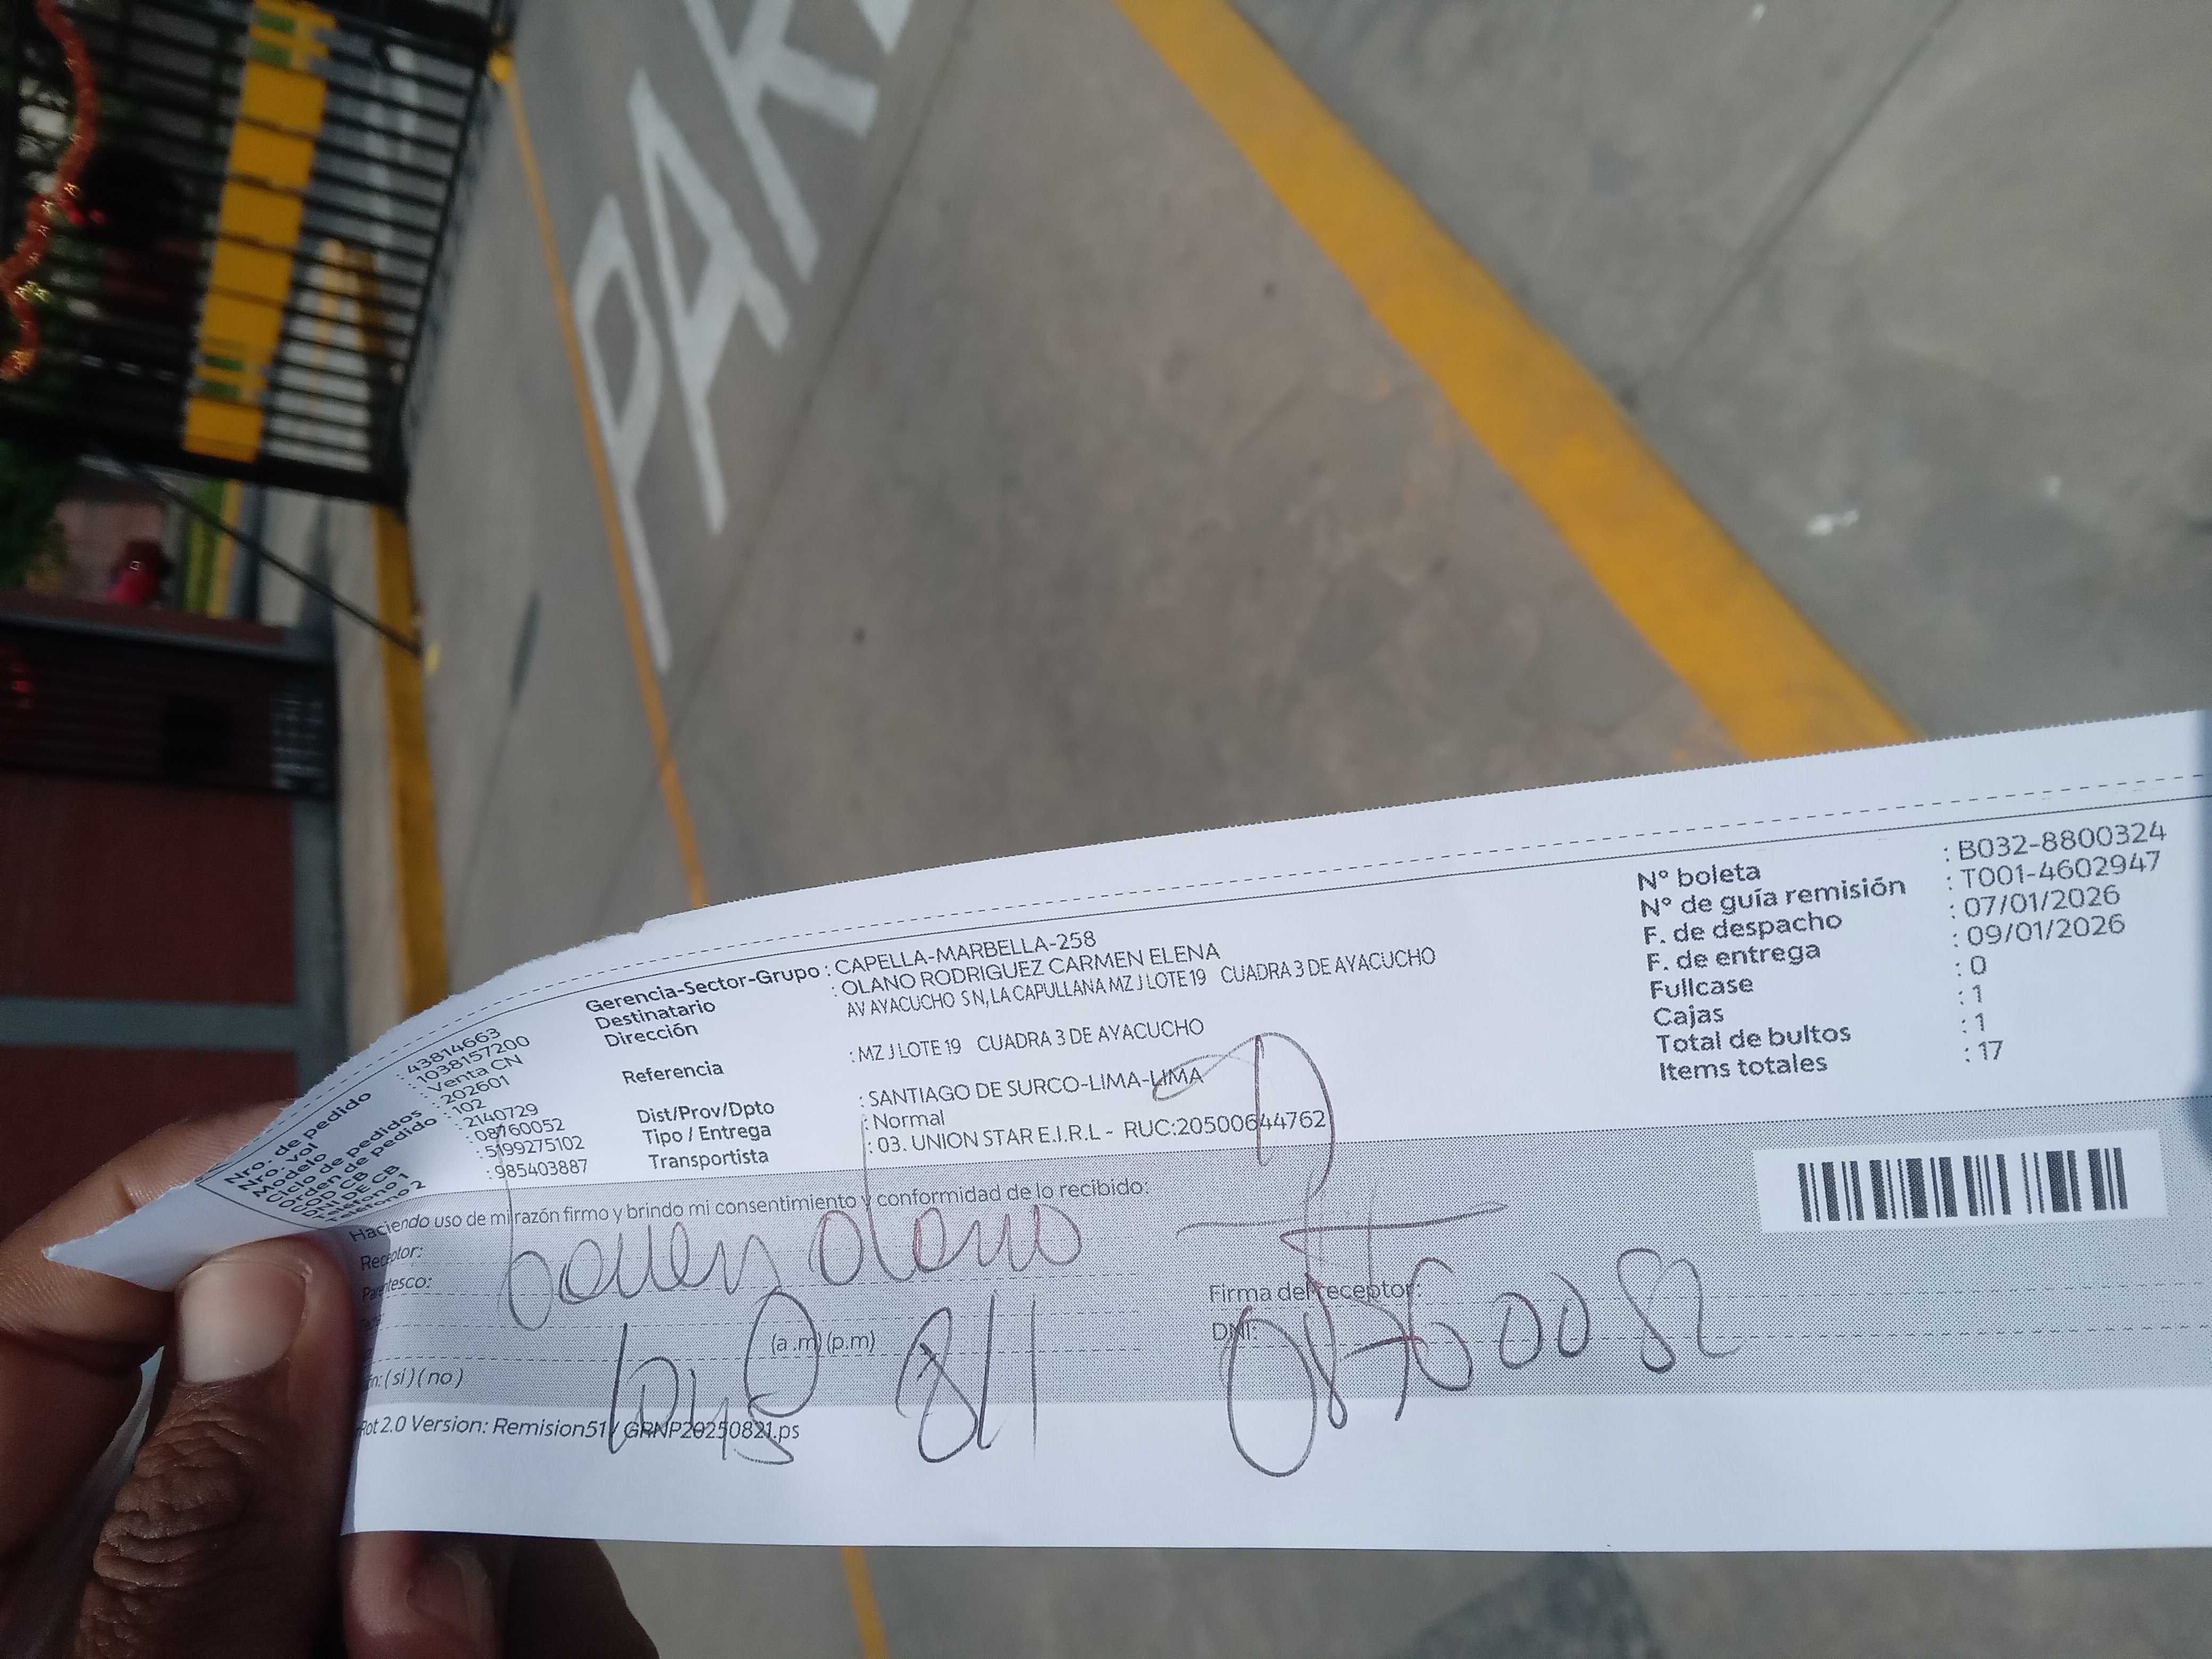 PARK
Nro. de pedido : 43814663
Nro. vol : 1038157200
Modelo : Venta CN
Ciclo de pedidos : 202601
Orden de pedido : 102
COD CB : 2140729
DNI DE CB : 08760052
Teléfono 1 : 5199275102
Teléfono 2 : 985403887
Gerencia-Sector-Grupo : CAPELLA-MARBELLA-258
Destinatario : OLANO RODRIGUEZ CARMEN ELENA
Dirección AV AYACUCHO S N, LA CAPULLANA MZ J LOTE 19 CUADRA 3 DE AYACUCHO
Referencia : MZ J LOTE 19 CUADRA 3 DE AYACUCHO
Dist/Prov/Dpto : SANTIAGO DE SURCO-LIMA-LIMA
Tipo / Entrega : Normal
Transportista : 03. UNION STAR E.I.R.L - RUC:20500644762
N° boleta : B032-8800324
N° de guía remisión : T001-4602947
F. de despacho : 07/01/2026
F. de entrega : 09/01/2026
Fullcase : 0
Cajas : 1
Total de bultos : 1
Items totales : 17
Haciendo uso de mi razón firmo y brindo mi consentimiento y conformidad de lo recibido:
Receptor:
Parentesco:
Olano
(a.m) (p.m)
8/1
(si) (no)
Firma del receptor:
DNI: 08760052
2.0 Version: Remision51 / GRNP20250821.ps